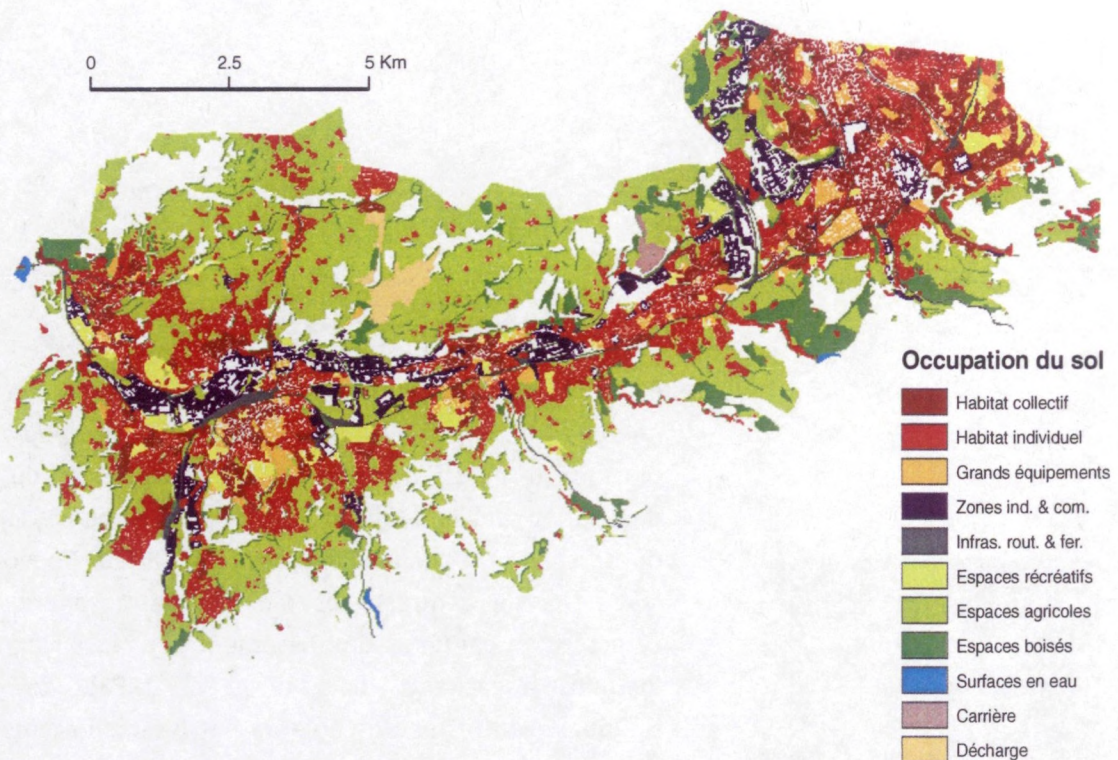 0 2.5 5 Km
Occupation du sol
Habitat collectif
Habitat individuel
Grands équipements
Zones ind. & com.
Infras. rout. & fer.
Espaces récréatifs
Espaces agricoles
Espaces boisés
Surfaces en eau
Carrière
Décharge